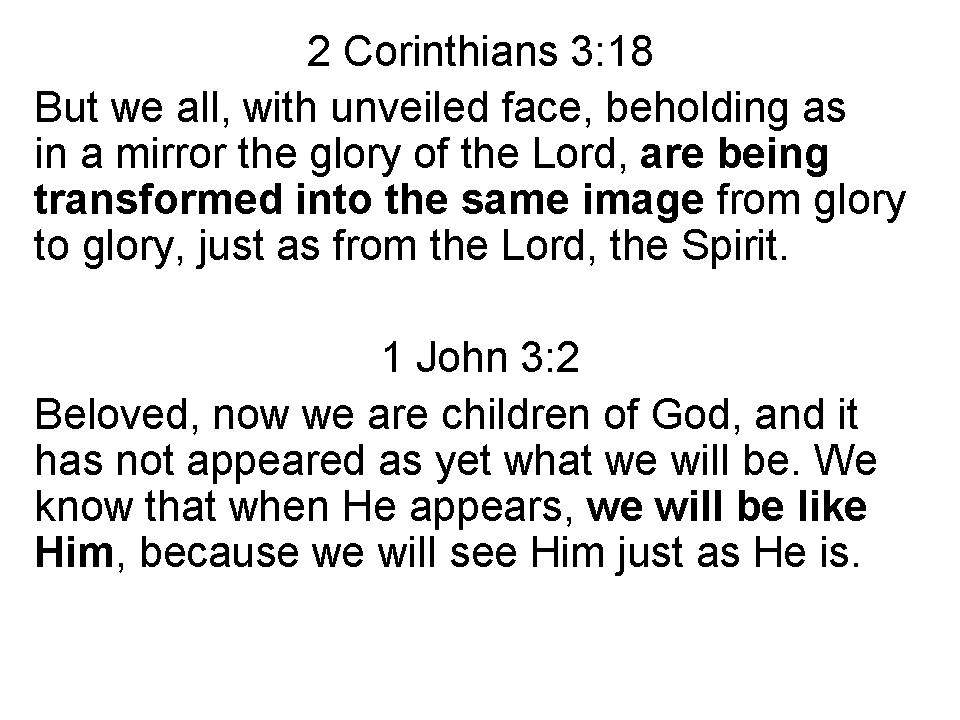 2 Corinthians 3:18
But we all, with unveiled face, beholding as
in a mirror the glory of the Lord, are being
transformed into the same image from glory
to glory, just as from the Lord, the Spirit.
1 John 3:2
Beloved, now we are children of God, and it
has not appeared as yet what we will be. We
know that when He appears, we will be like
Him, because we will see Him just as He is.